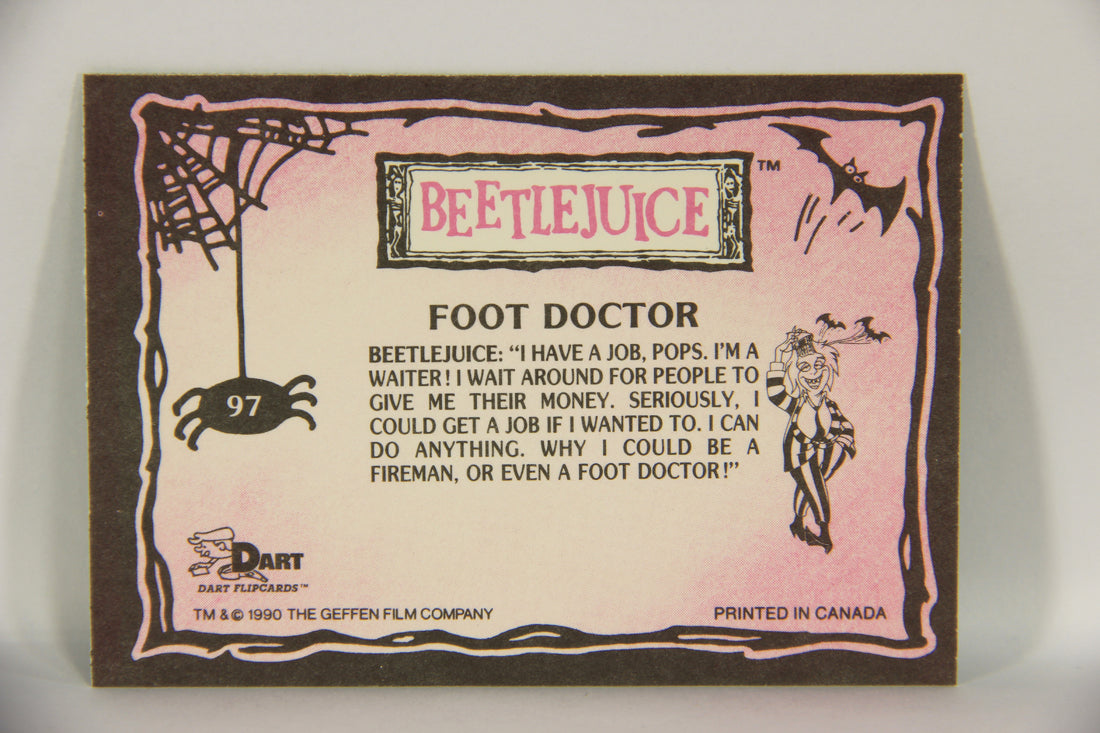 BEETLEJUICE TM
FOOT DOCTOR
BEETLEJUICE: “I HAVE A JOB, POPS. I'M A
WAITER! I WAIT AROUND FOR PEOPLE TO
GIVE ME THEIR MONEY. SERIOUSLY, I
COULD GET A JOB IF I WANTED TO. I CAN
DO ANYTHING. WHY I COULD BE A
FIREMAN, OR EVEN A FOOT DOCTOR!”
97
DART
DART FLIPCARDS™
TM & © 1990 THE GEFFEN FILM COMPANY
PRINTED IN CANADA